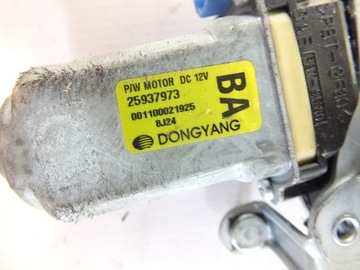 P/W MOTOR DC 12V
25937973
001100021925
8J24
DONGYANG
BA